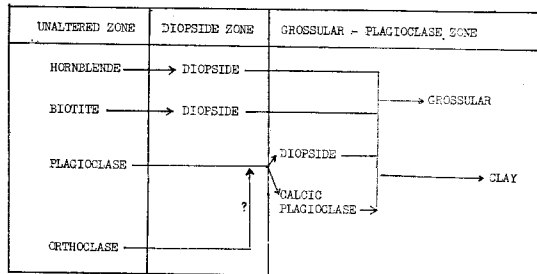 UNALTERED ZONE DIOPSIDE ZONE GROSSULAR - PLAGIOCLASE ZONE
HORNBLENDE DIOPSIDE
GROSSULAR
BIOTITE DIOPSIDE
DIOPSIDE
PLAGIOCLASE
CLAY
CALCIC
PLAGIOCLASE
?
ORTHOCLASE